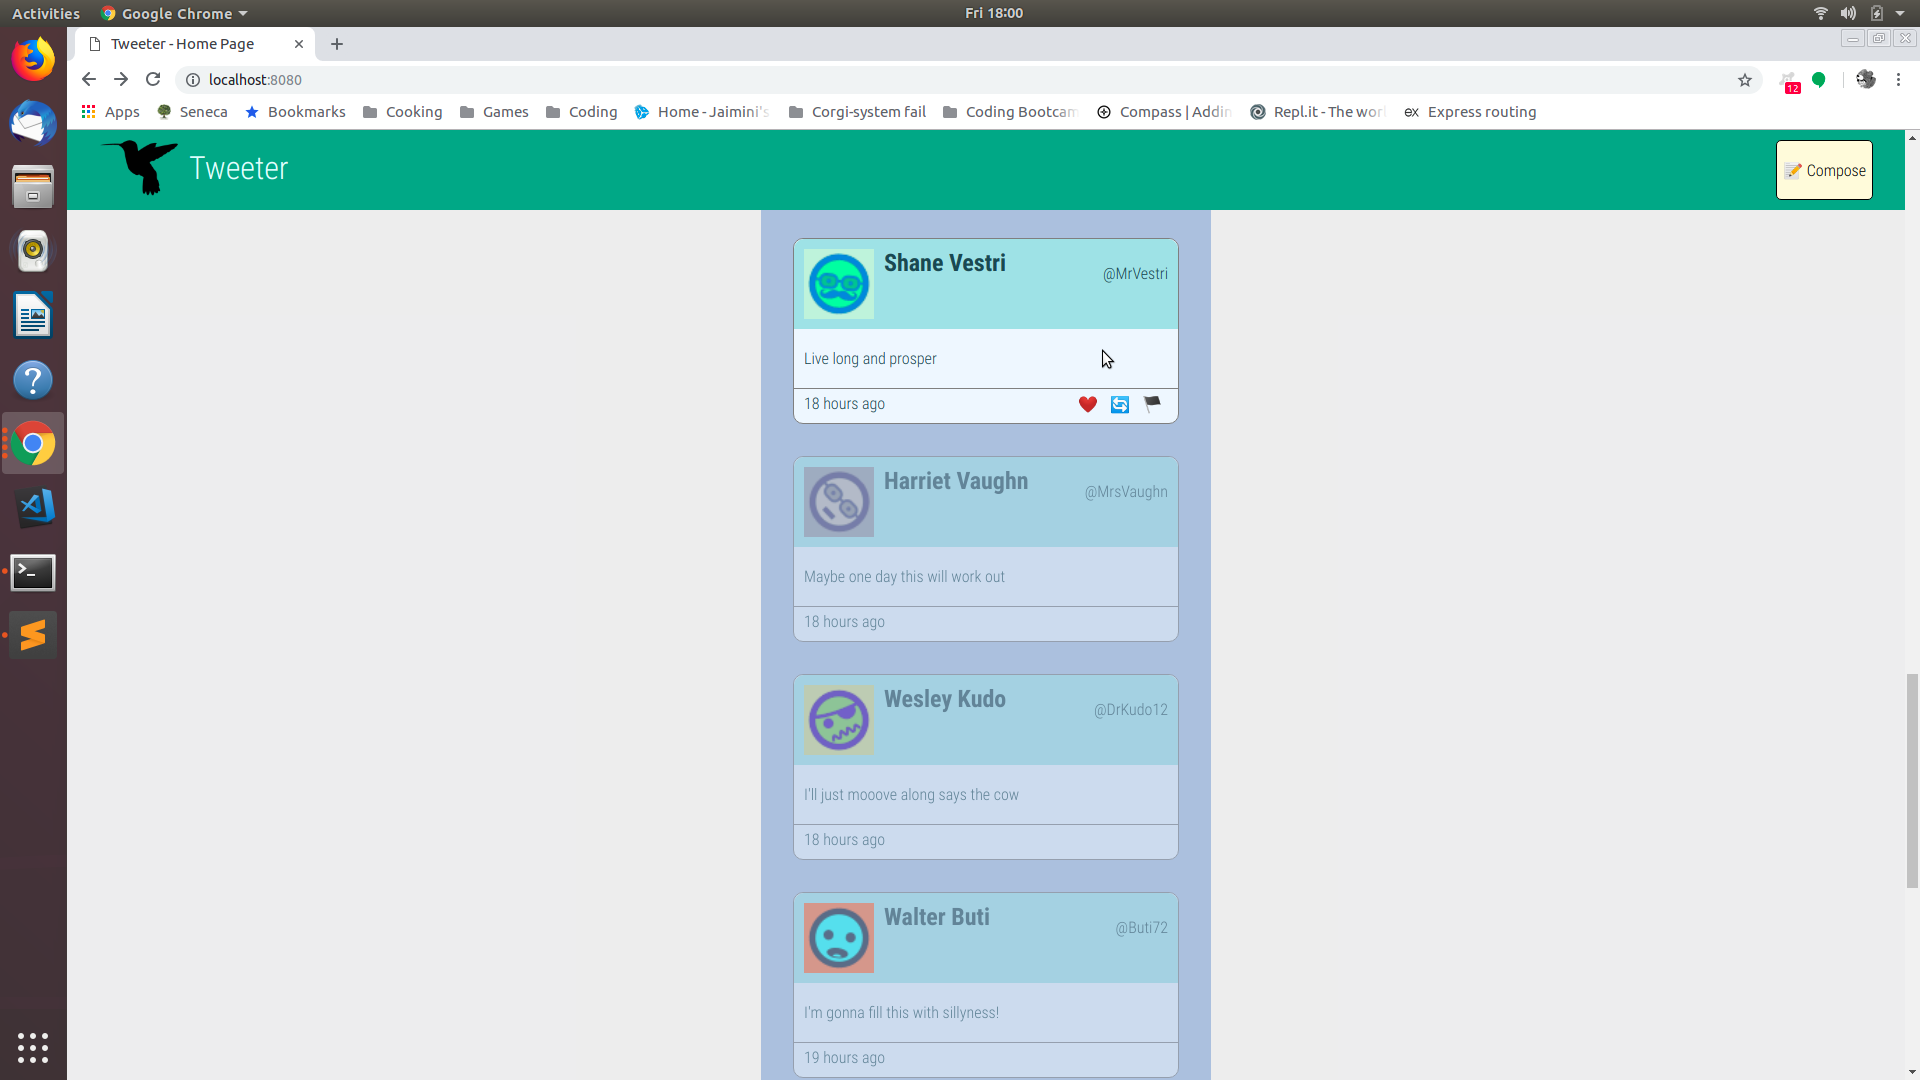 Activities
Google Chrome
Fri 18:00
Tweeter - Home Page
localhost:8080
12
Apps
Seneca
Bookmarks
Cooking
Games
Coding
Home - Jaimini's
Corgi-system fail
Coding Bootcam
Compass | Addin
Repl.it - The wor
ex
Express routing
Tweeter
Compose
Shane Vestri
@MrVestri
Live long and prosper
18 hours ago
Harriet Vaughn
@MrsVaughn
Maybe one day this will work out
18 hours ago
Wesley Kudo
@DrKudo12
I'll just mooove along says the cow
18 hours ago
Walter Buti
@Buti72
I'm gonna fill this with sillyness!
19 hours ago